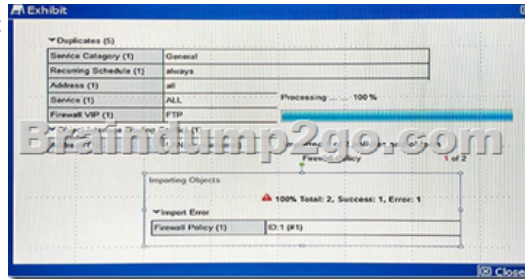 Exhibit
Duplicates (5)
Service Category (1) General
Recurring Schedule (1) always
Address (1) all
Service (1) ALL
Firewall VIP (1) FTP
Processing ... ... 100 %
Braindump2go.com
Policy 1 of 2
Importing Objects
100% Total: 2, Success: 1, Error: 1
Import Error
Firewall Policy (1) ID:1 (#1)
Close